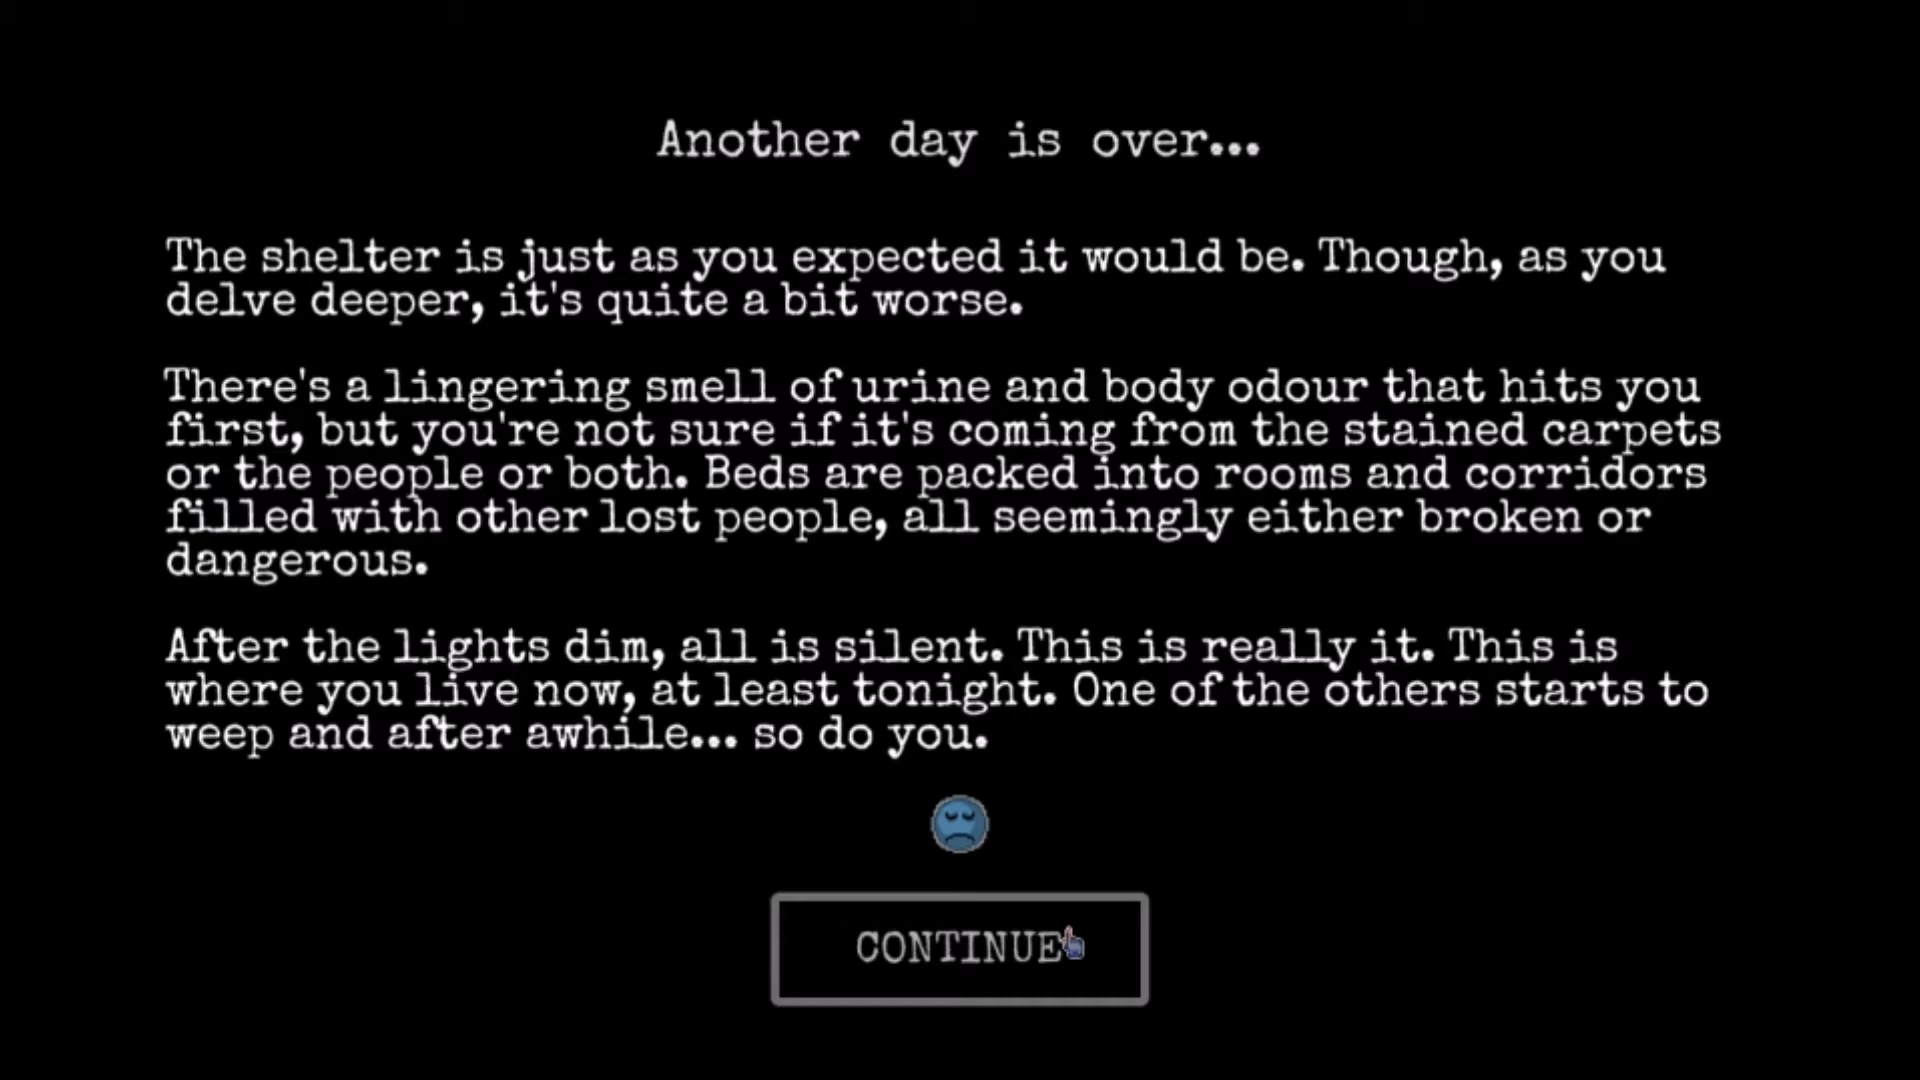 Another day is over...
The shelter is just as you expected it would be. Though, as you
delve deeper, it's quite a bit worse.
There's a lingering smell of urine and body odour that hits you
first, but you're not sure if it's coming from the stained carpets
or the people or both. Beds are packed into rooms and corridors
filled with other lost people, all seemingly either broken or
dangerous.
After the lights dim, all is silent. This is really it. This is
where you live now, at least tonight. One of the others starts to
weep and after awhile... so do you.
CONTINUE